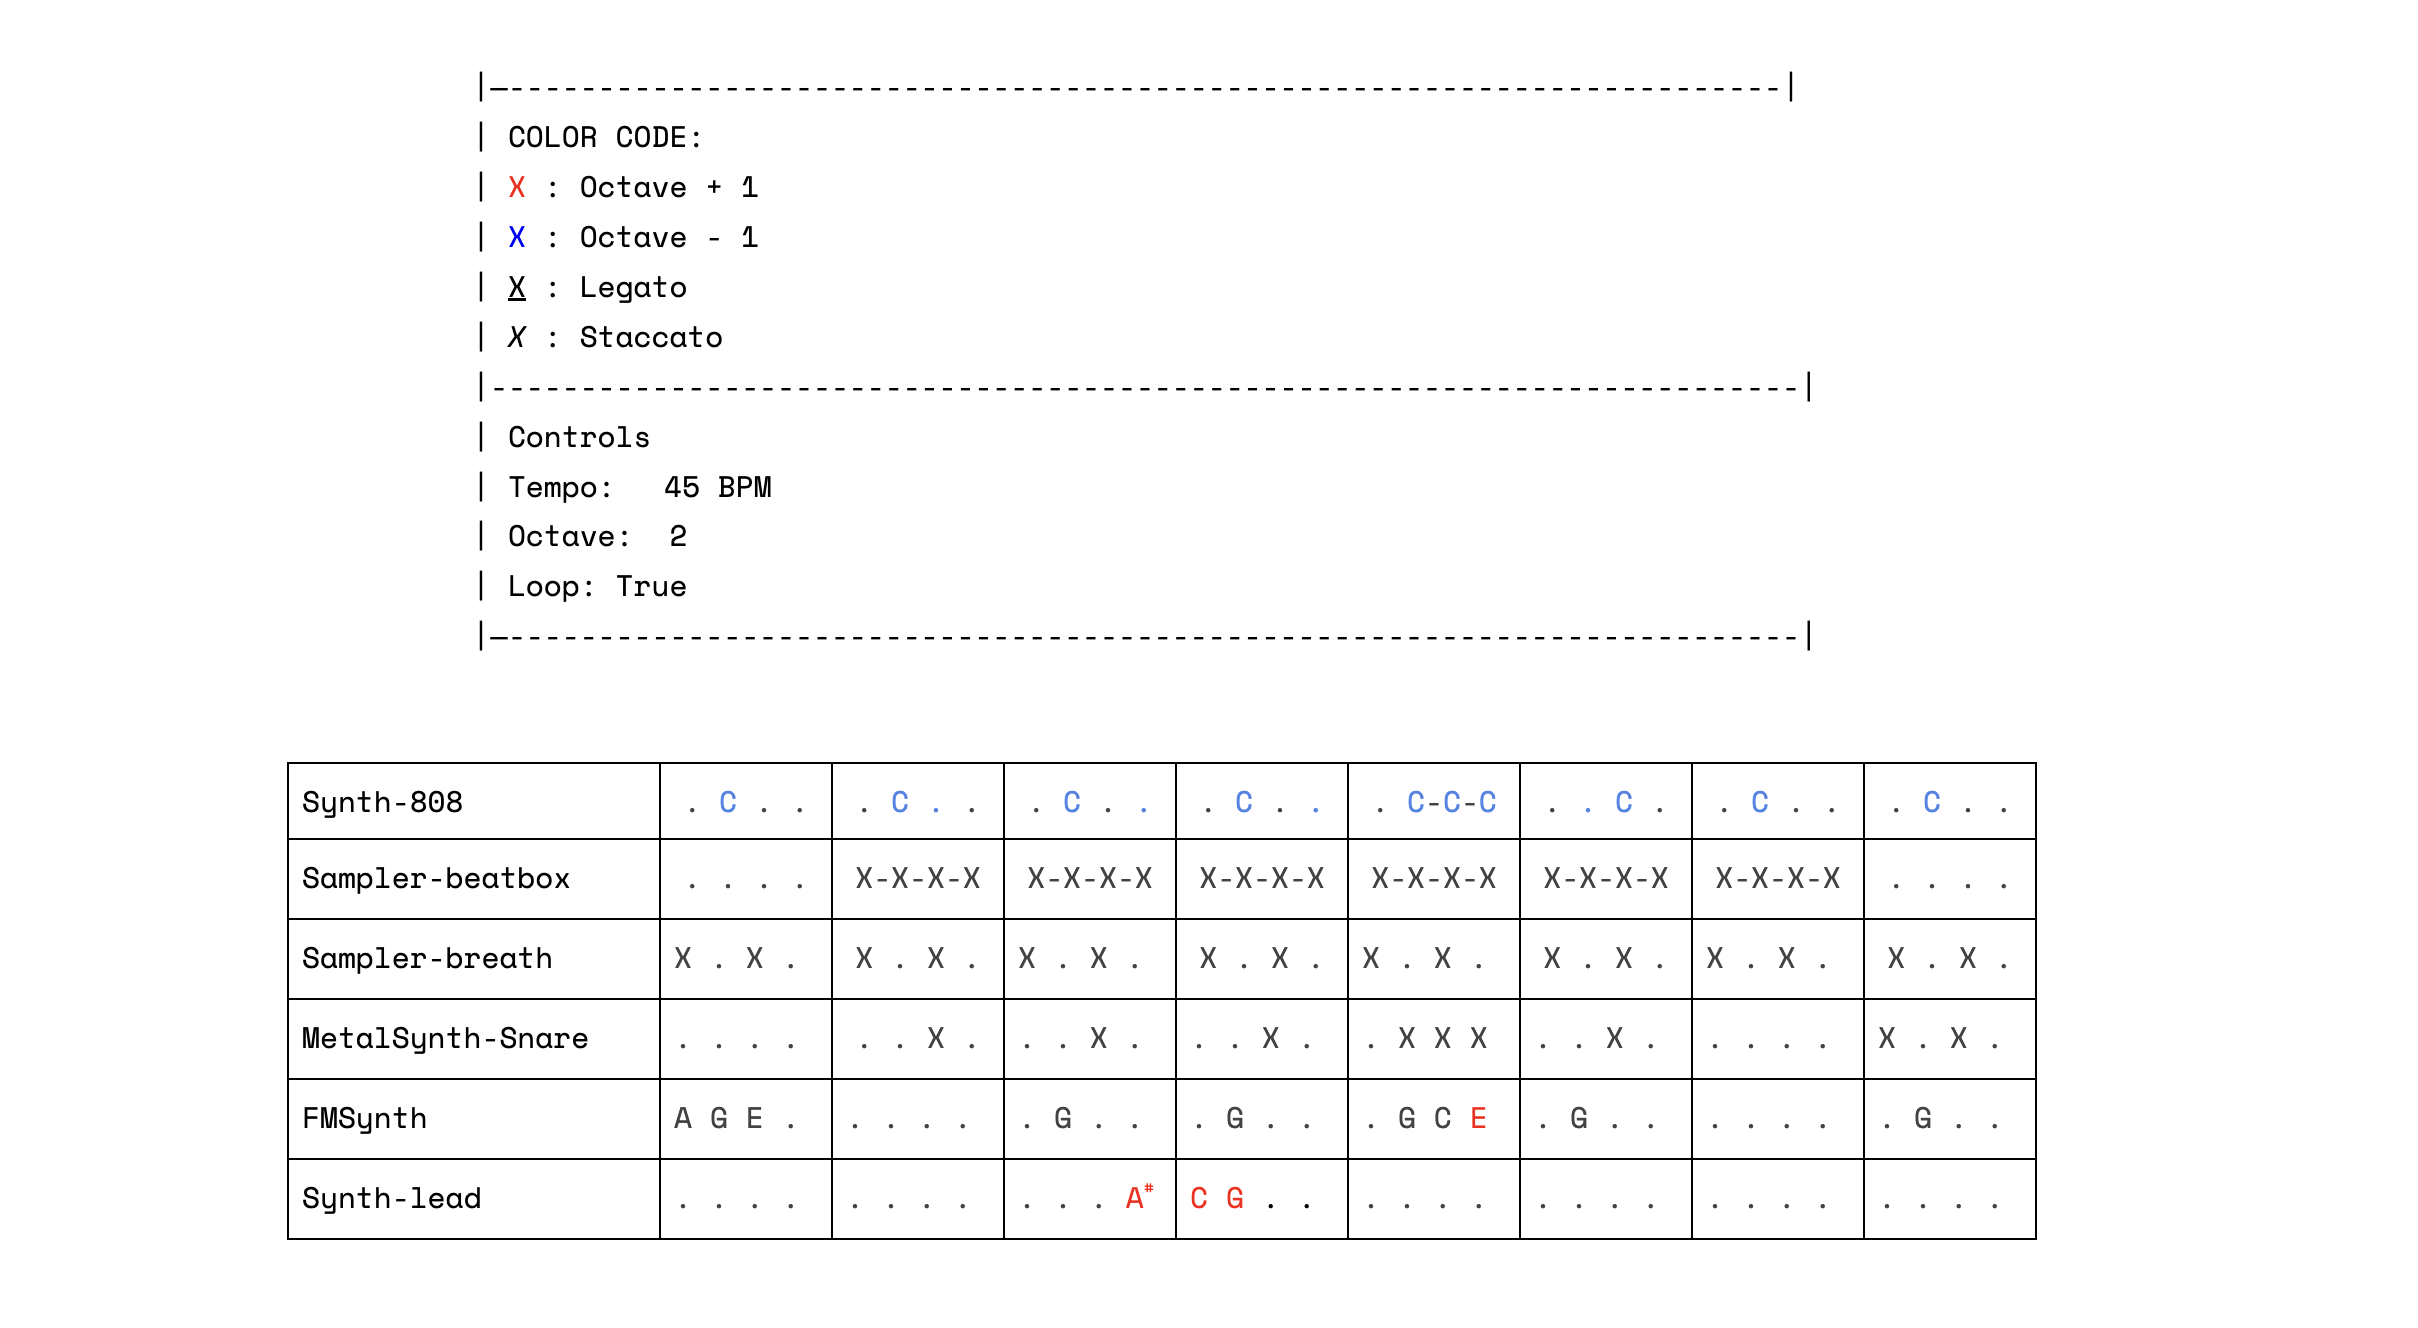 |—-----------------------------------------------------------------------|
| COLOR CODE:
| X : Octave + 1
| X : Octave - 1
| X : Legato
| X : Staccato
|-------------------------------------------------------------------------|
| Controls
| Tempo: 45 BPM
| Octave: 2
| Loop: True
|—------------------------------------------------------------------------|
Synth-808 . C . . . C . . . C . . . C . . . C-C-C . . C . . C . . . C . .
Sampler-beatbox . . . . X-X-X-X X-X-X-X X-X-X-X X-X-X-X X-X-X-X X-X-X-X . . . .
Sampler-breath X . X . X . X . X . X . X . X . X . X . X . X . X . X . X . X .
MetalSynth-Snare . . . . . . X . . . X . . . X . . X X X . . X . . . . . X . X .
FMSynth A G E . . . . . . G . . . G . . . G C E . G . . . . . . . G . .
Synth-lead . . . . . . . . . . . A# C G . . . . . . . . . . . . . . . . . .